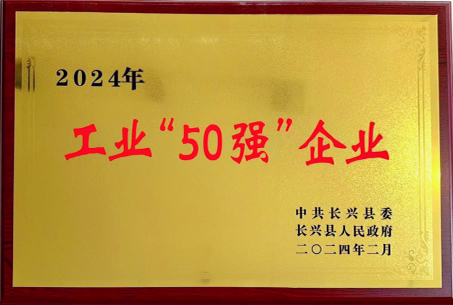 2024年
工业“50强”企业
中共长兴县委
长兴县人民政府
二〇二四年二月